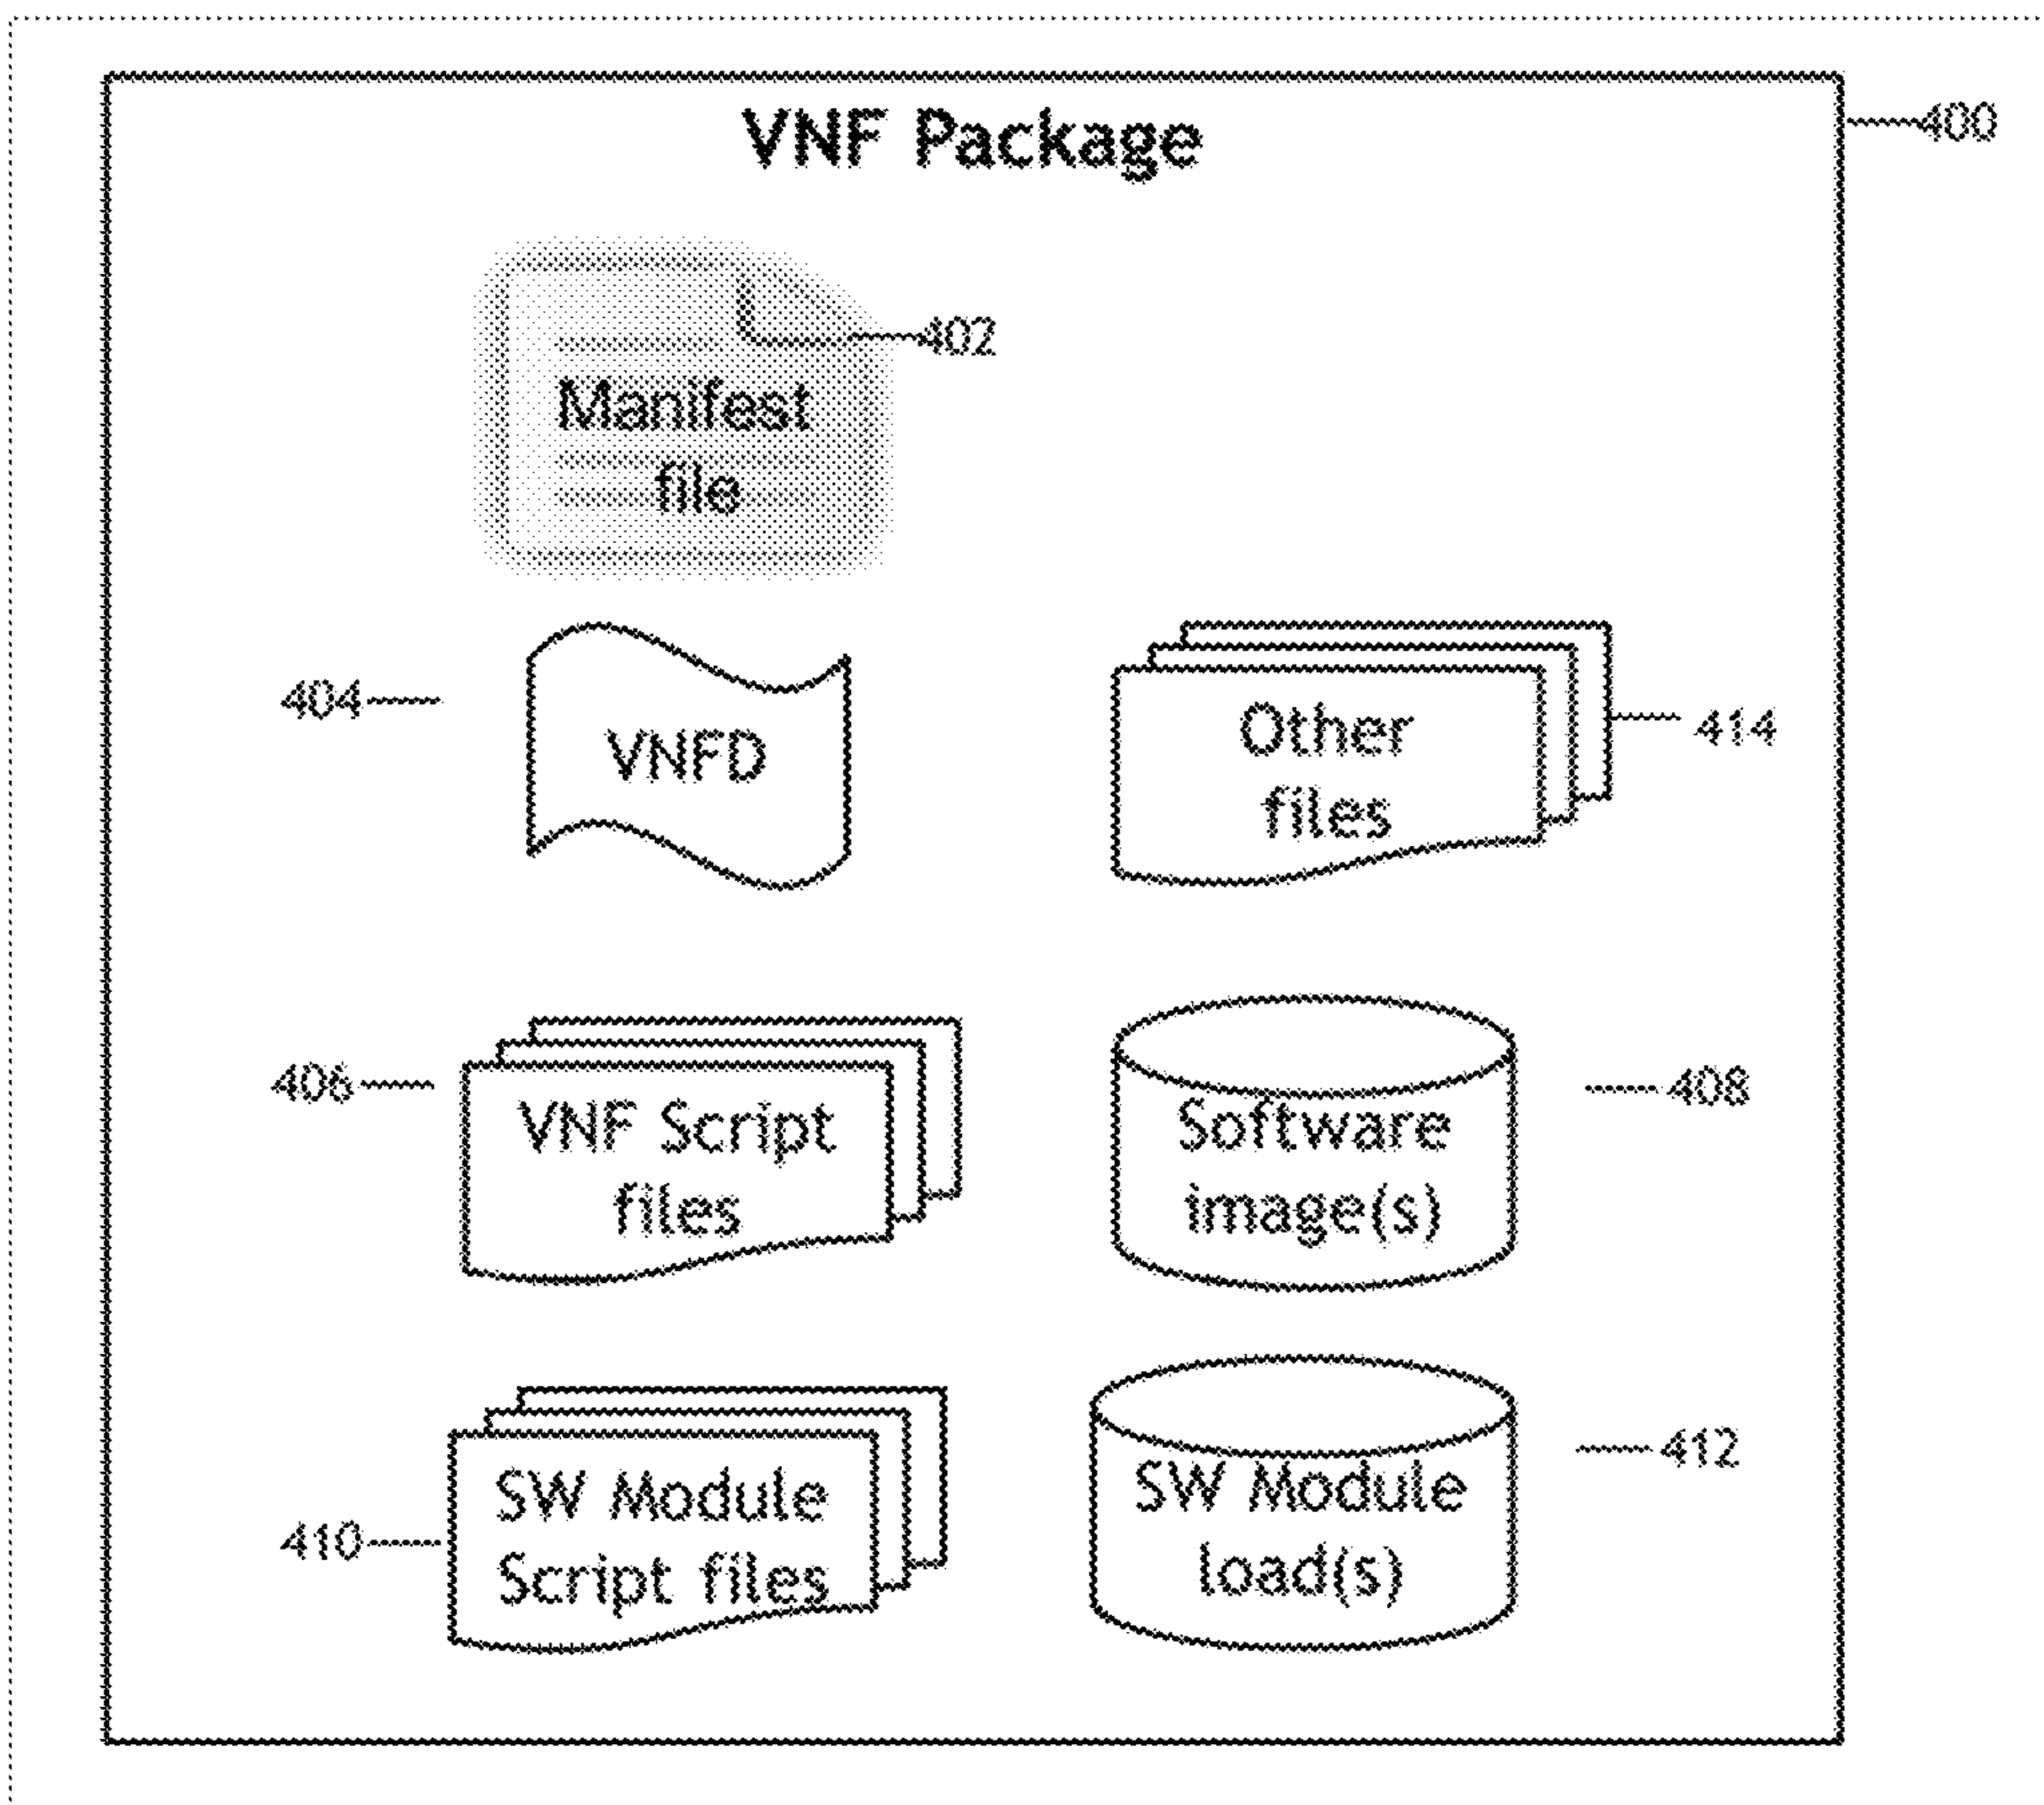 VNF Package
400
402
Manifest
file
404
VNFD
Other
files
414
406
VNF Script
files
Software
image(s)
408
410
SW Module
Script files
SW Module
load(s)
412